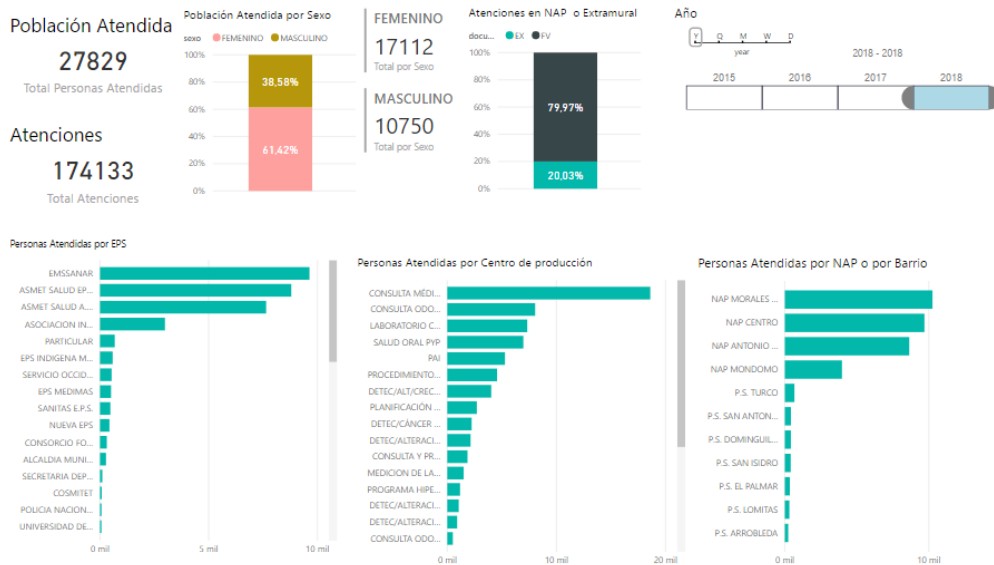 Población Atendida
27829
Total Personas Atendidas
Atenciones
174133
Total Atenciones
Población Atendida por Sexo
sexo FEMENINO MASCULINO
100%
80%
60%
40%
20%
0%
38,58%
61,42%
FEMENINO
17112
Total por Sexo
MASCULINO
10750
Total por Sexo
Atenciones en NAP o Extramural
docu... EX FV
100%
80%
60%
40%
20%
0%
79,97%
20,03%
Año
Y Q M W D
year
2018 - 2018
2015 2016 2017 2018
Personas Atendidas por EPS
EMSSANAR
ASMET SALUD EP...
ASMET SALUD A...
ASOCIACION IN...
PARTICULAR
EPS INDIGENA M...
SERVICIO OCCID...
EPS MEDIMAS
SANITAS E.P.S.
NUEVA EPS
CONSORCIO FO...
ALCALDIA MUNI...
SECRETARIA DEP...
COSMITET
POLICIA NACION...
UNIVERSIDAD DE...
0 mil 5 mil 10 mil
Personas Atendidas por Centro de producción
CONSULTA MÉDI...
CONSULTA ODO...
LABORATORIO C...
SALUD ORAL PYP
PAI
PROCEDIMIENTO...
DETEC/ALT/CREC...
PLANIFICACIÓN ...
DETEC/CÁNCER ...
DETEC/ALTERACI...
CONSULTA Y PR...
MEDICION DE LA...
PROGRAMA HIPE...
DETEC/ALTERACI...
DETEC/ALTERACI...
CONSULTA ODO...
0 mil 10 mil 20 mil
Personas Atendidas por NAP o por Barrio
NAP MORALES ...
NAP CENTRO
NAP ANTONIO ...
NAP MONDOMO
P.S. TURCO
P.S. SAN ANTON...
P.S. DOMINGUIL...
P.S. SAN ISIDRO
P.S. EL PALMAR
P.S. LOMITAS
P.S. ARROBLEDA
0 mil 10 mil